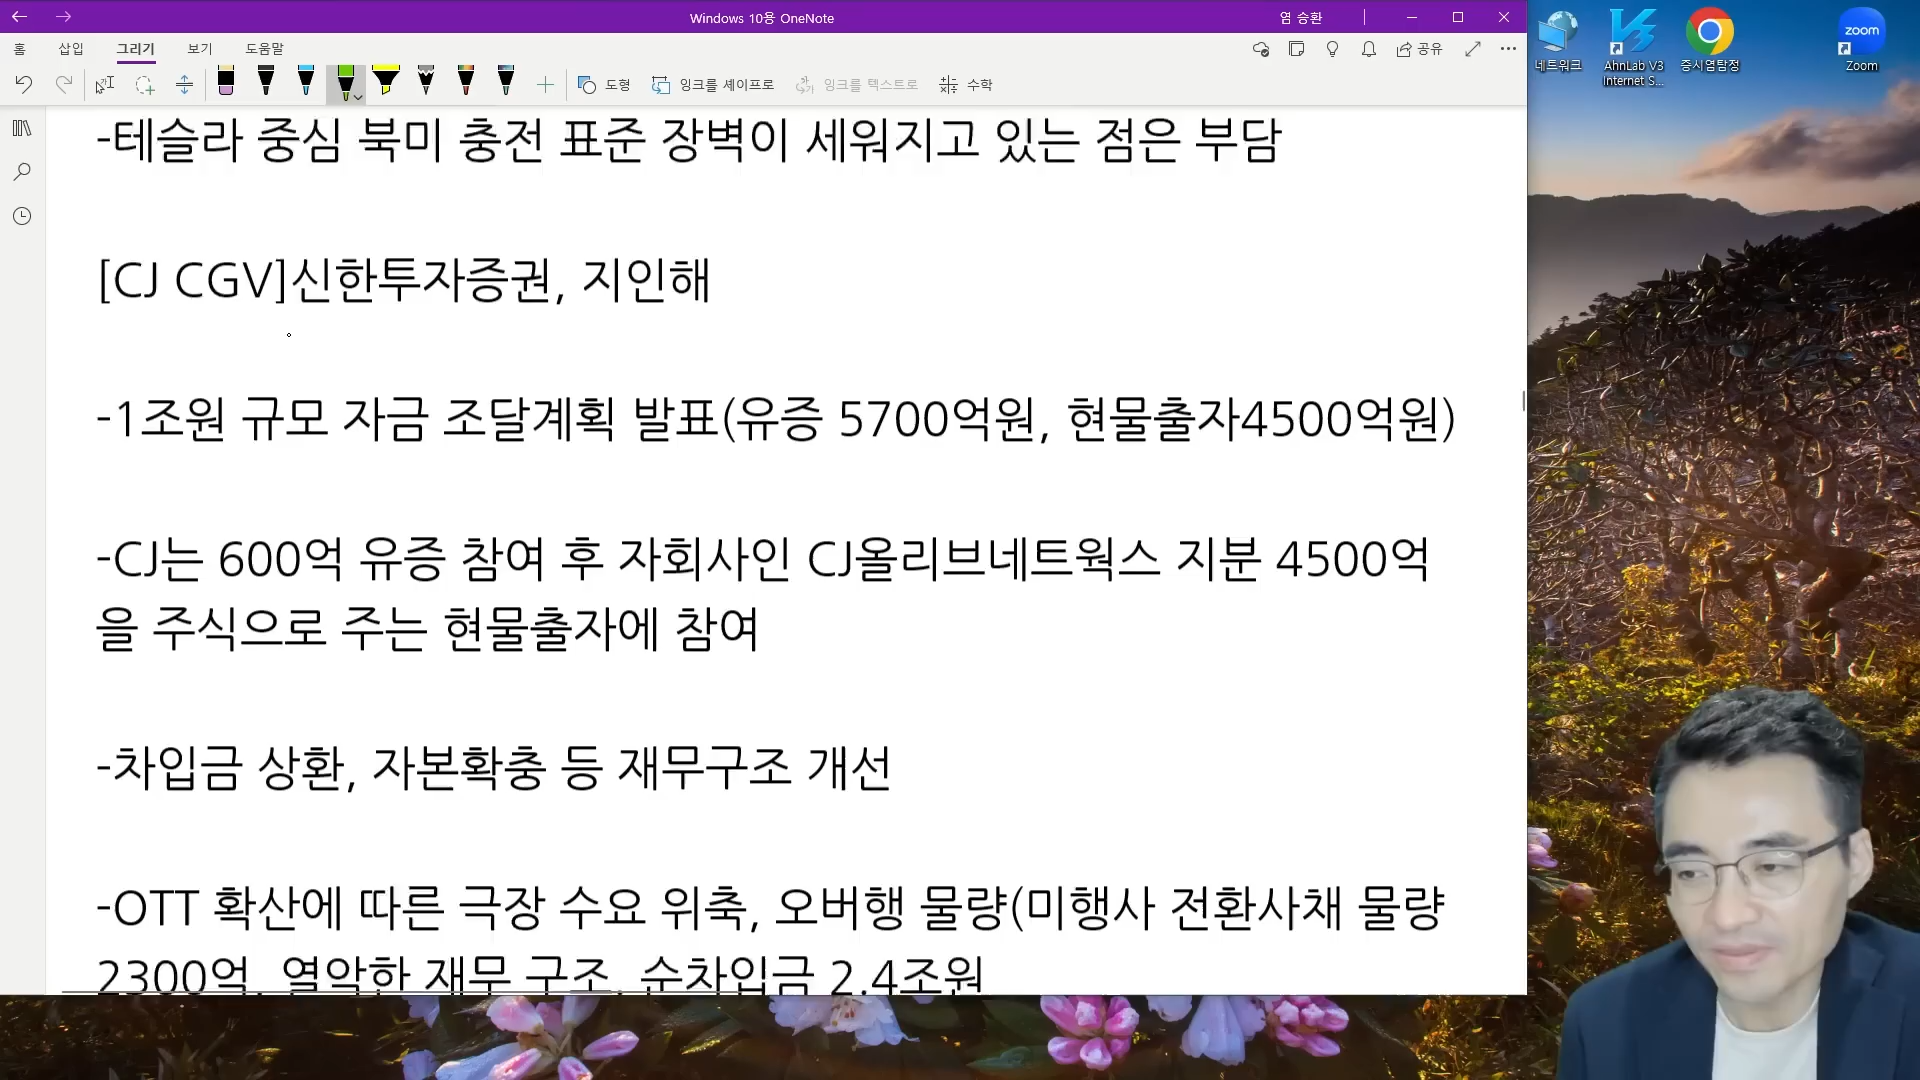 Windows 10용 OneNote
염 승환
홈 삽입 그리기 보기 도움말
공유
도형 잉크를 셰이프로 잉크를 텍스트로 수학
-테슬라 중심 북미 충전 표준 장벽이 세워지고 있는 점은 부담
[CJ CGV]신한투자증권, 지인해
-1조원 규모 자금 조달계획 발표(유증 5700억원, 현물출자4500억원)
-CJ는 600억 유증 참여 후 자회사인 CJ올리브네트웍스 지분 4500억
을 주식으로 주는 현물출자에 참여
-차입금 상환, 자본확충 등 재무구조 개선
-OTT 확산에 따른 극장 수요 위축, 오버행 물량(미행사 전환사채 물량
2300억, 열악한 재무 구조, 순차입금 2.4조원
네트워크
AhnLab V3
Internet S...
증시염탐정
zoom
Zoom